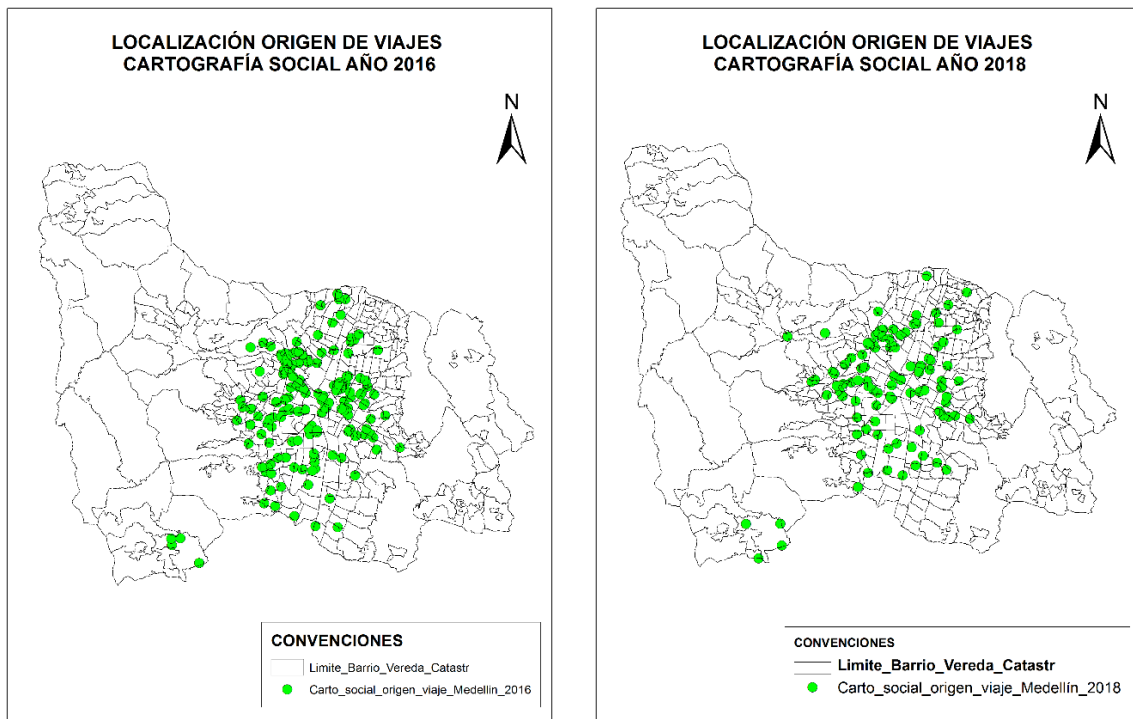 LOCALIZACIÓN ORIGEN DE VIAJES
CARTOGRAFÍA SOCIAL AÑO 2016
N
CONVENCIONES
Limite_Barrio_Vereda_Catastr
Carto_social_origen_viaje_Medellin_2016
LOCALIZACIÓN ORIGEN DE VIAJES
CARTOGRAFÍA SOCIAL AÑO 2018
N
CONVENCIONES
Limite_Barrio_Vereda_Catastr
Carto_social_origen_viaje_Medellín_2018